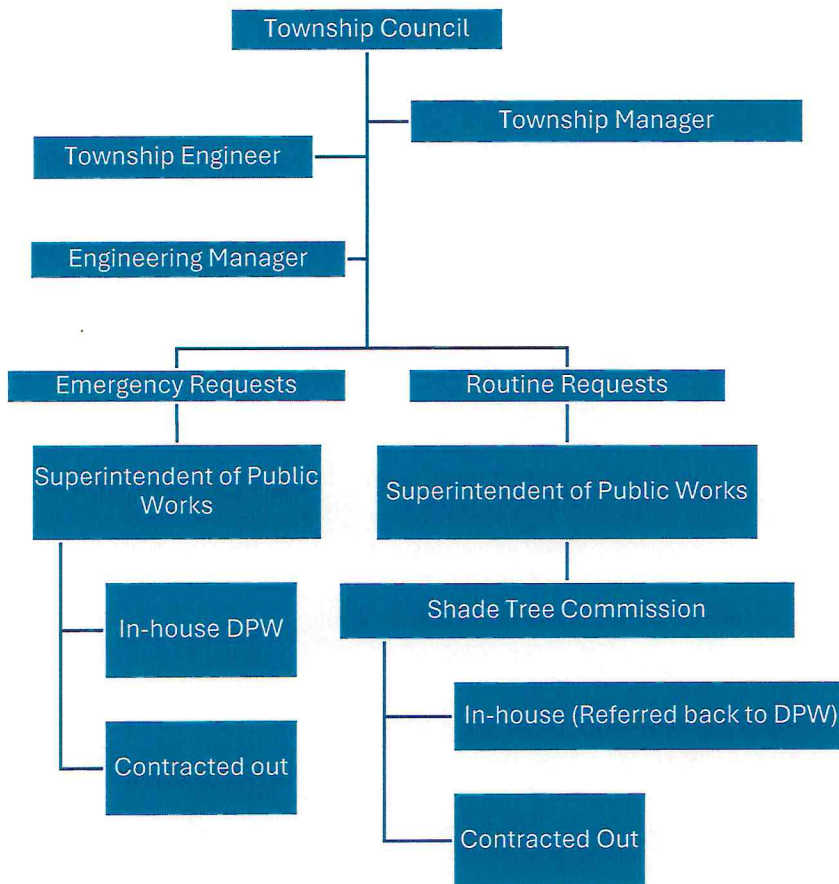 Township Council
Township Manager
Township Engineer
Engineering Manager
Emergency Requests
Routine Requests
Superintendent of Public
Works
Superintendent of Public Works
Shade Tree Commission
In-house DPW
In-house (Referred back to DPW)
Contracted out
Contracted Out